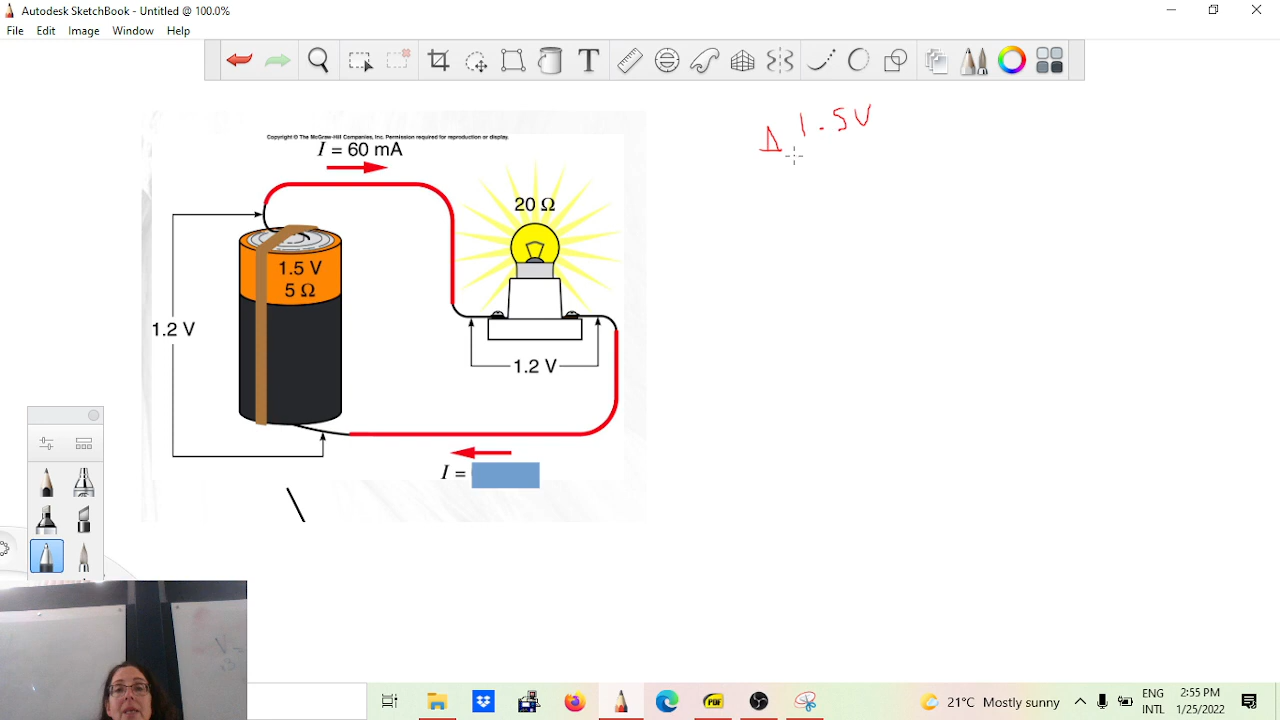 Autodesk SketchBook - Untitled @ 100.0%
File Edit Image Window Help
T
Copyright © The McGraw-Hill Companies, Inc. Permission required for reproduction or display.
I = 60 mA
Δ 1.5V
20 Ω
1.5 V
5 Ω
1.2 V
1.2 V
I =
V
PDF
21°C Mostly sunny
ENG
INTL
2:55 PM
1/25/2022